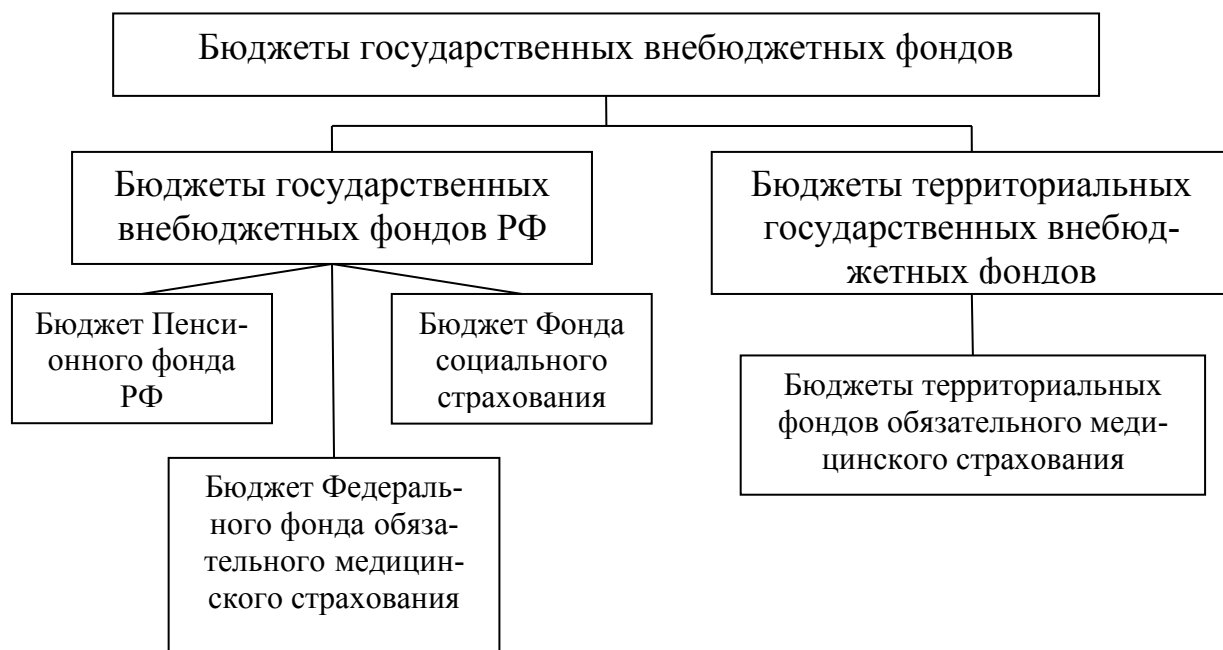 Бюджеты государственных внебюджетных фондов
Бюджеты государственных
внебюджетных фондов РФ
Бюджеты территориальных
государственных внебюд-
жетных фондов
Бюджет Пенси-
онного фонда
РФ
Бюджет Фонда
социального
страхования
Бюджет Федераль-
ного фонда обяза-
тельного медицин-
ского страхования
Бюджеты территориальных
фондов обязательного меди-
цинского страхования